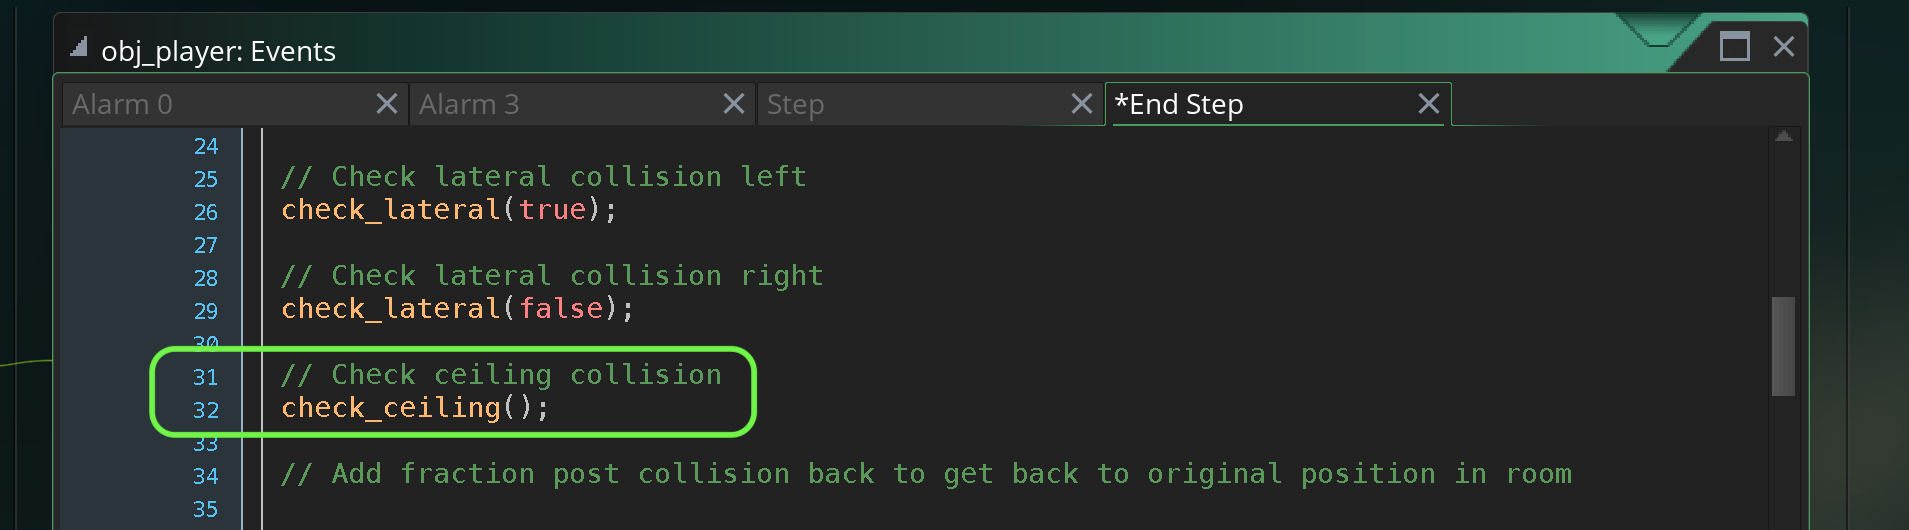 obj_player: Events
Alarm 0
Alarm 3
Step
*End Step
24
25 // Check lateral collision left
26 check_lateral(true);
27
28 // Check lateral collision right
29 check_lateral(false);
30
31 // Check ceiling collision
32 check_ceiling();
33
34 // Add fraction post collision back to get back to original position in room
35